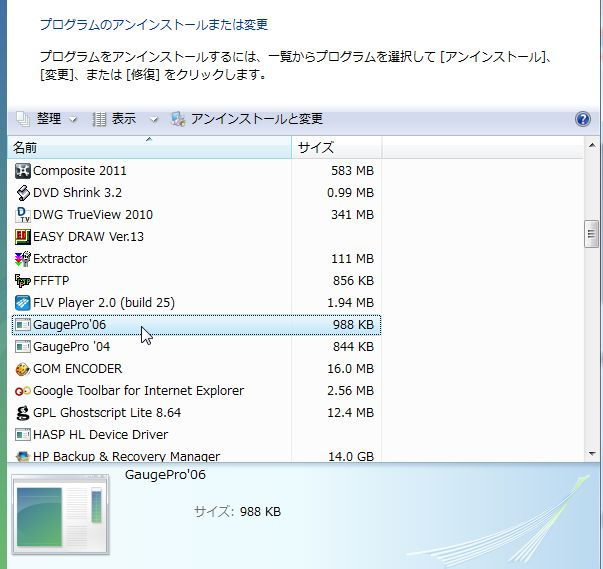 プログラムのアンインストールまたは変更
プログラムをアンインストールするには、一覧からプログラムを選択して [アンインストール]、
[変更]、または [修復] をクリックします。
整理 表示 アンインストールと変更
名前 サイズ
Composite 2011 583 MB
DVD Shrink 3.2 0.99 MB
DWG TrueView 2010 341 MB
EASY DRAW Ver.13
Extractor 111 MB
FFFTP 856 KB
FLV Player 2.0 (build 25) 1.94 MB
GaugePro'06 988 KB
GaugePro '04 844 KB
GOM ENCODER 16.0 MB
Google Toolbar for Internet Explorer 2.56 MB
GPL Ghostscript Lite 8.64 12.4 MB
HASP HL Device Driver
HP Backup & Recovery Manager 14.0 GB
GaugePro'06
サイズ: 988 KB